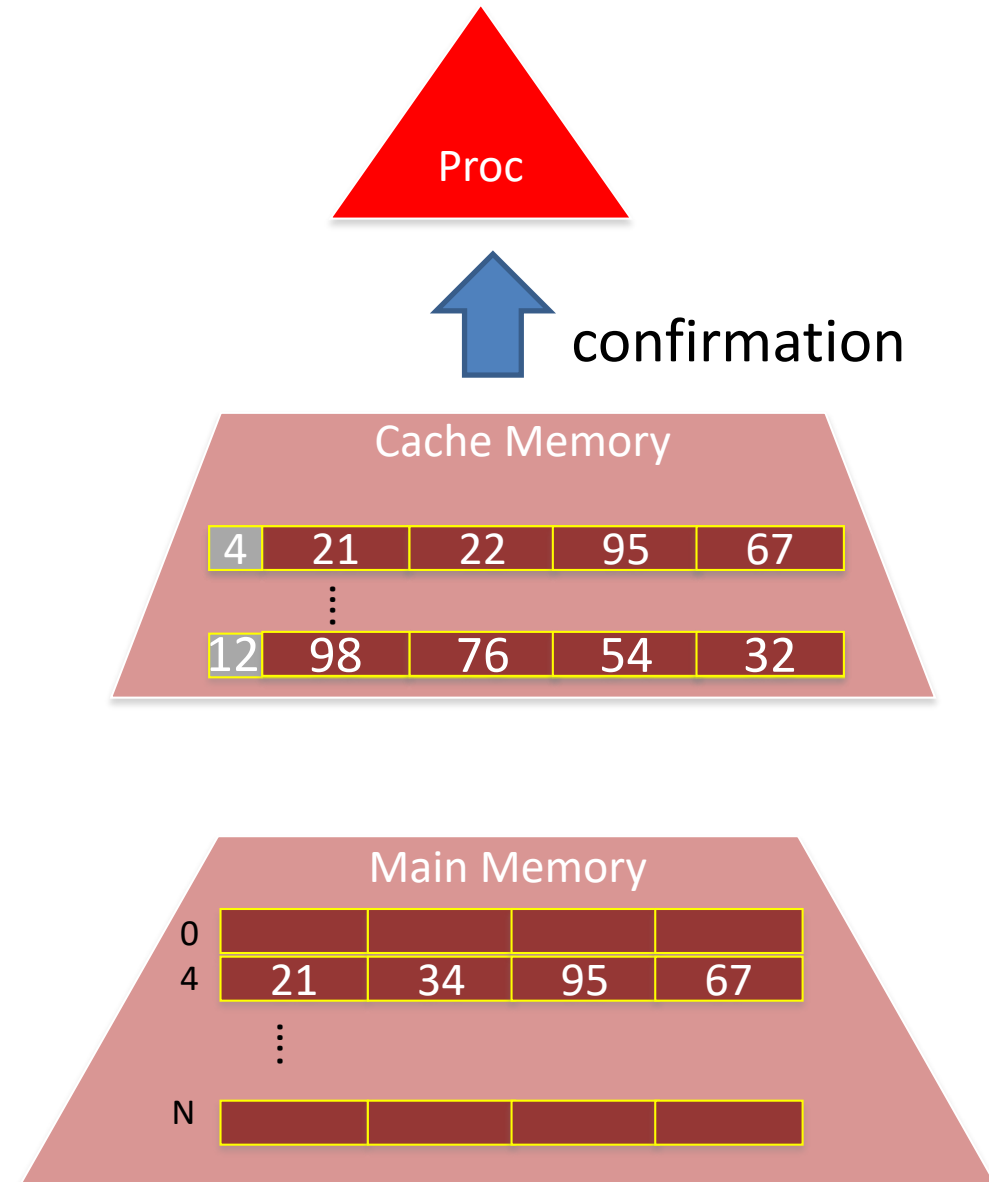 Proc
confirmation
Cache Memory
4 21 22 95 67
12 98 76 54 32
Main Memory
0
4 21 34 95 67
N